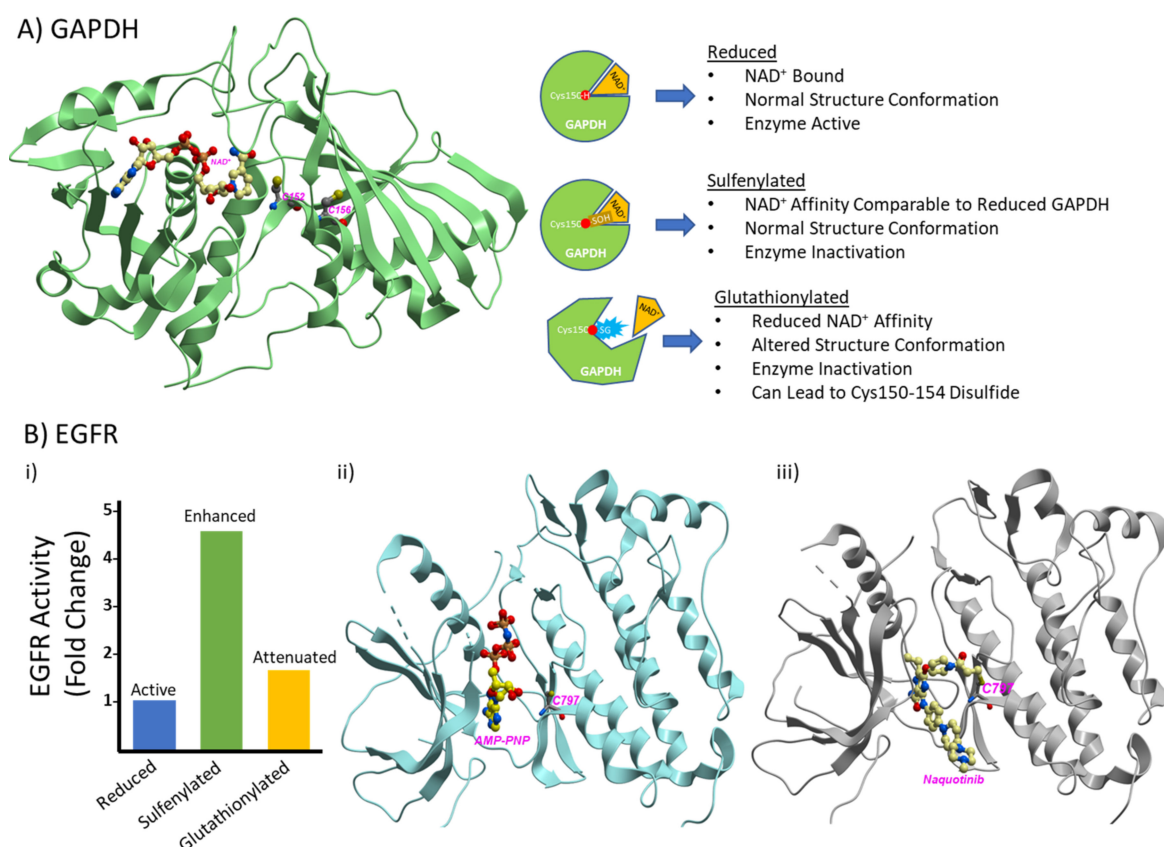 A) GAPDH
NAD⁺
C152
C156
Cys150-H
NAD⁺
GAPDH
Reduced
• NAD⁺ Bound
• Normal Structure Conformation
• Enzyme Active
Cys150
SOH
NAD⁺
GAPDH
Sulfenylated
• NAD⁺ Affinity Comparable to Reduced GAPDH
• Normal Structure Conformation
• Enzyme Inactivation
Cys150
SG
NAD⁺
GAPDH
Glutathionylated
• Reduced NAD⁺ Affinity
• Altered Structure Conformation
• Enzyme Inactivation
• Can Lead to Cys150-154 Disulfide
B) EGFR
i)
EGFR Activity
(Fold Change)
5
4
3
2
1
Active
Enhanced
Attenuated
Reduced
Sulfenylated
Glutathionylated
ii)
C797
AMP-PNP
iii)
C797
Naquotinib